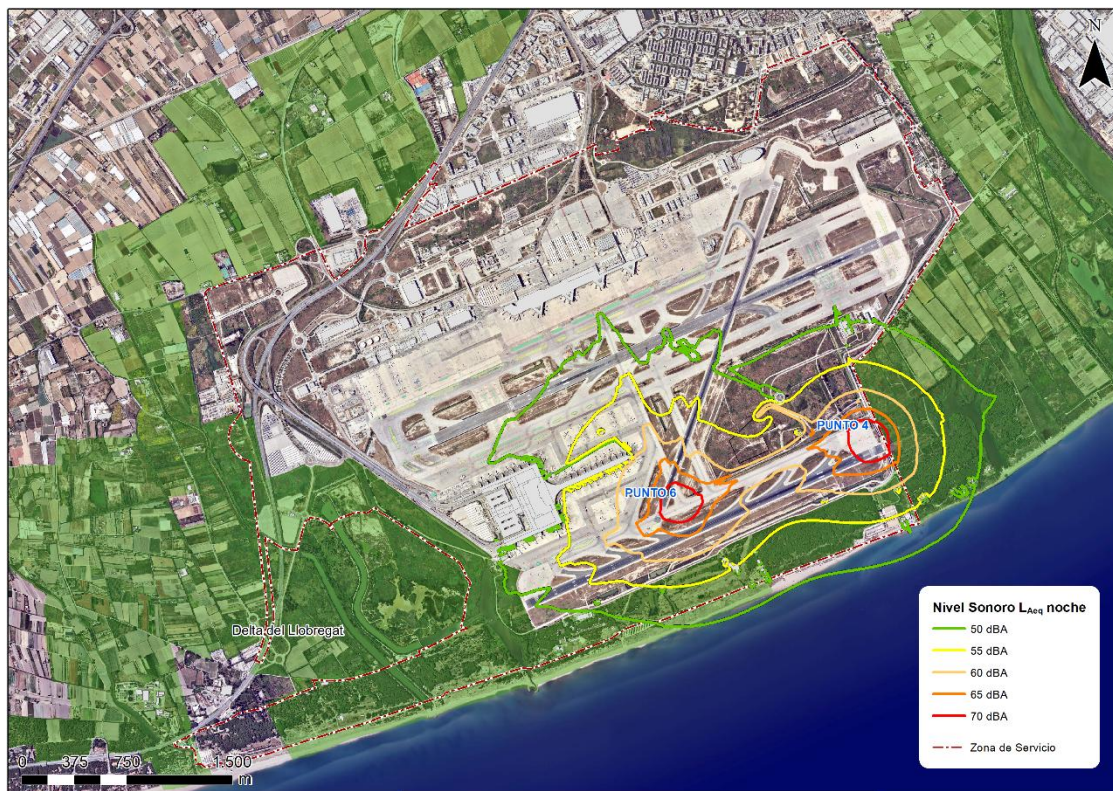 N
PUNTO 4
PUNTO 6
Delta del Llobregat
Nivel Sonoro LAeq noche
50 dBA
55 dBA
60 dBA
65 dBA
70 dBA
Zona de Servicio
0 375 750 1.500
m